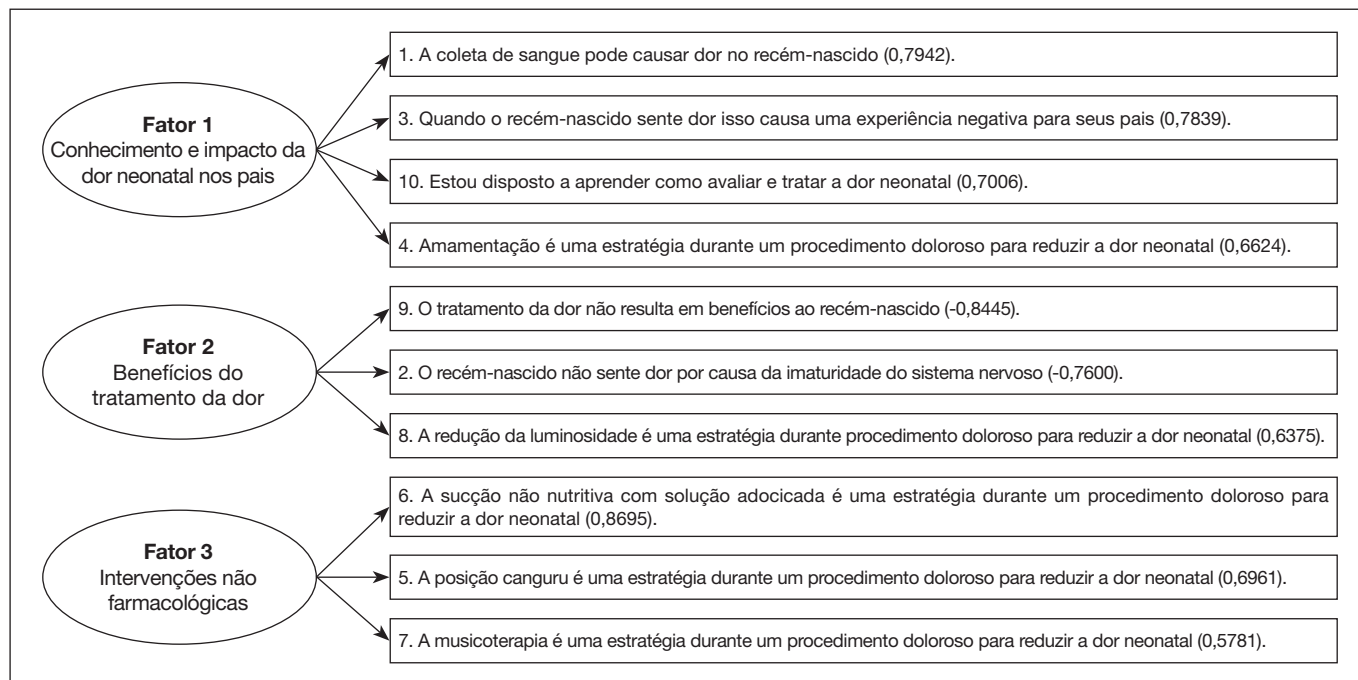 Fator 1
Conhecimento e impacto da
dor neonatal nos pais
1. A coleta de sangue pode causar dor no recém-nascido (0,7942).
3. Quando o recém-nascido sente dor isso causa uma experiência negativa para seus pais (0,7839).
10. Estou disposto a aprender como avaliar e tratar a dor neonatal (0,7006).
4. Amamentação é uma estratégia durante um procedimento doloroso para reduzir a dor neonatal (0,6624).
Fator 2
Benefícios do
tratamento da dor
9. O tratamento da dor não resulta em benefícios ao recém-nascido (-0,8445).
2. O recém-nascido não sente dor por causa da imaturidade do sistema nervoso (-0,7600).
8. A redução da luminosidade é uma estratégia durante procedimento doloroso para reduzir a dor neonatal (0,6375).
Fator 3
Intervenções não
farmacológicas
6. A sucção não nutritiva com solução adocicada é uma estratégia durante um procedimento doloroso para
reduzir a dor neonatal (0,8695).
5. A posição canguru é uma estratégia durante um procedimento doloroso para reduzir a dor neonatal (0,6961).
7. A musicoterapia é uma estratégia durante um procedimento doloroso para reduzir a dor neonatal (0,5781).